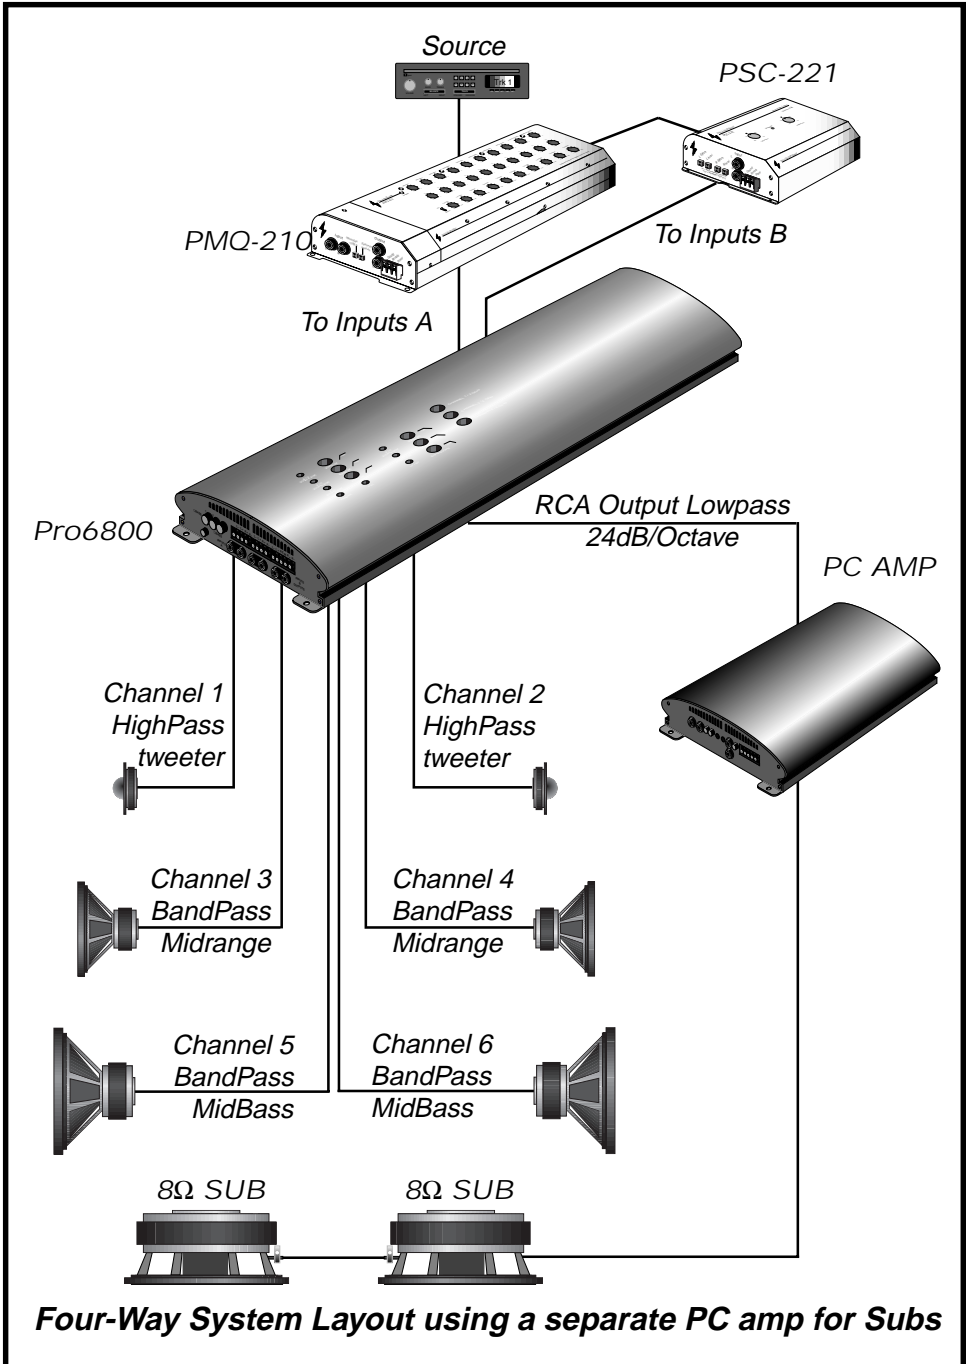 Source
Trk 1
PSC-221
PMQ-210
To Inputs B
To Inputs A
Pro6800
RCA Output Lowpass
24dB/Octave
PC AMP
Channel 1
HighPass
tweeter
Channel 2
HighPass
tweeter
Channel 3
BandPass
Midrange
Channel 4
BandPass
Midrange
Channel 5
BandPass
MidBass
Channel 6
BandPass
MidBass
8Ω SUB
8Ω SUB
Four-Way System Layout using a separate PC amp for Subs